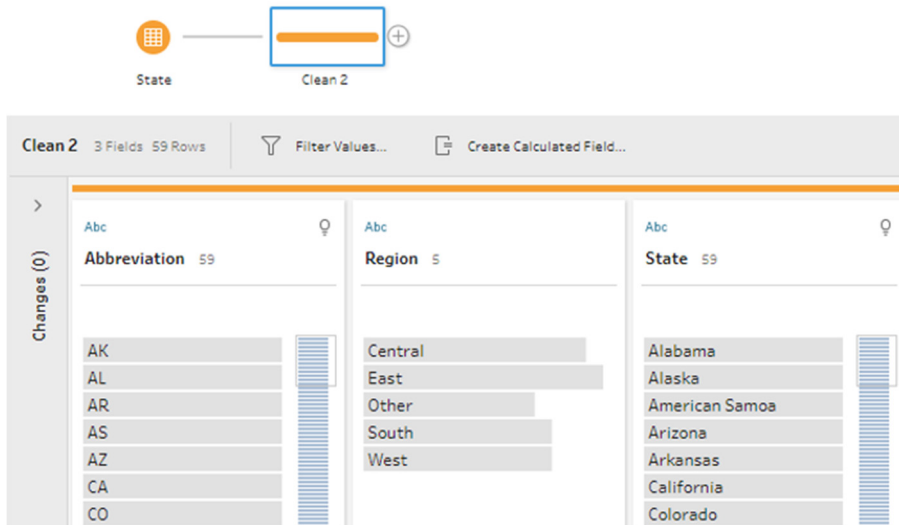 State
Clean 2
Clean 2 3 Fields 59 Rows Filter Values... Create Calculated Field...
Changes (0)
Abc Abc Abc
Abbreviation 59 Region 5 State 59
AK Central Alabama
AL East Alaska
AR Other American Samoa
AS South Arizona
AZ West Arkansas
CA California
CO Colorado